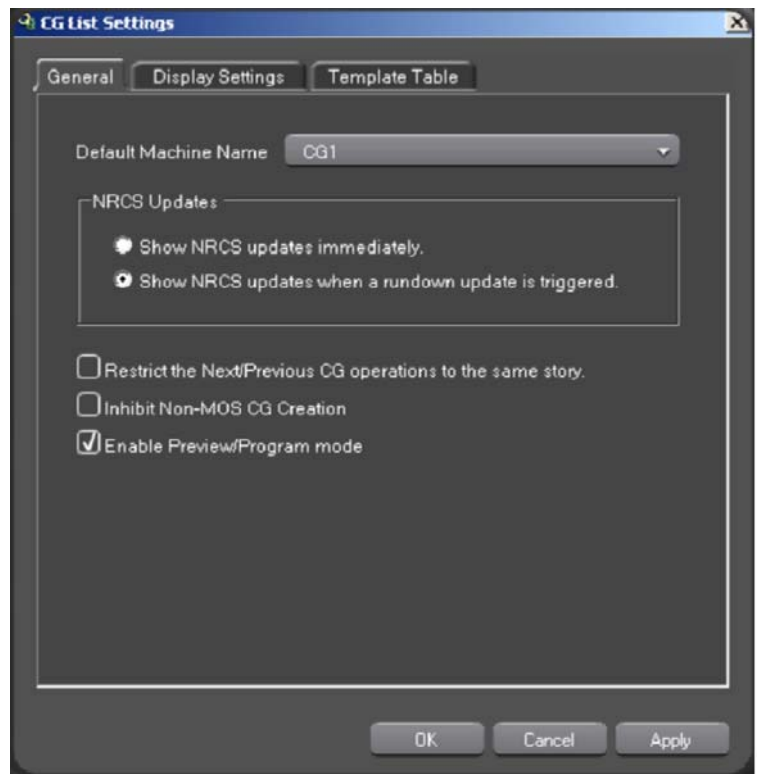 CG List Settings
General
Display Settings
Template Table
Default Machine Name
CG1
NRCS Updates
Show NRCS updates immediately.
Show NRCS updates when a rundown update is triggered.
Restrict the Next/Previous CG operations to the same story.
Inhibit Non-MOS CG Creation
Enable Preview/Program mode
OK
Cancel
Apply